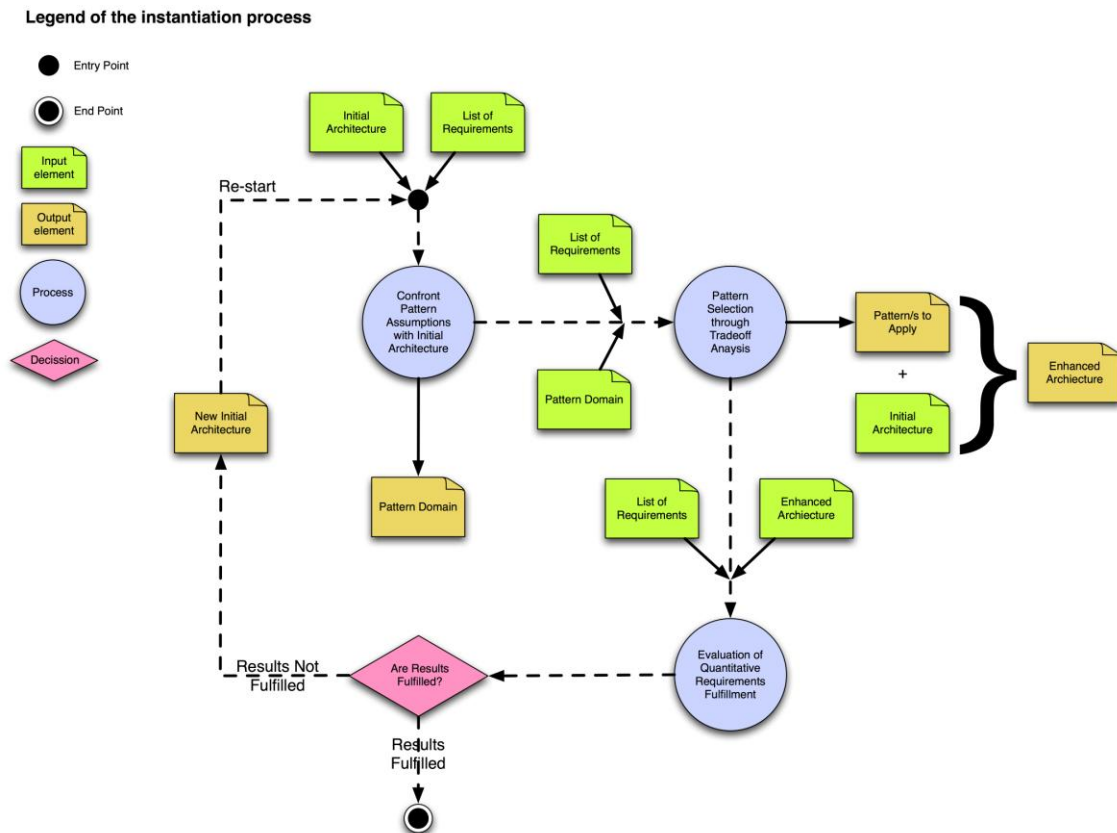 Legend of the instantiation process
Entry Point
End Point
Input
element
Output
element
Process
Decission
Initial
Architecture
List of
Requirements
Re-start
Confront
Pattern
Assumptions
with Initial
Architecture
List of
Requirements
Pattern Domain
Pattern
Selection
through
Tradeoff
Anaysis
Pattern/s to
Apply
+
Initial
Architecture
Enhanced
Archiecture
New Initial
Architecture
Pattern Domain
List of
Requirements
Enhanced
Archiecture
Evaluation of
Quantitative
Requirements
Fulfillment
Are Results
Fulfilled?
Results Not
Fulfilled
Results
Fulfilled